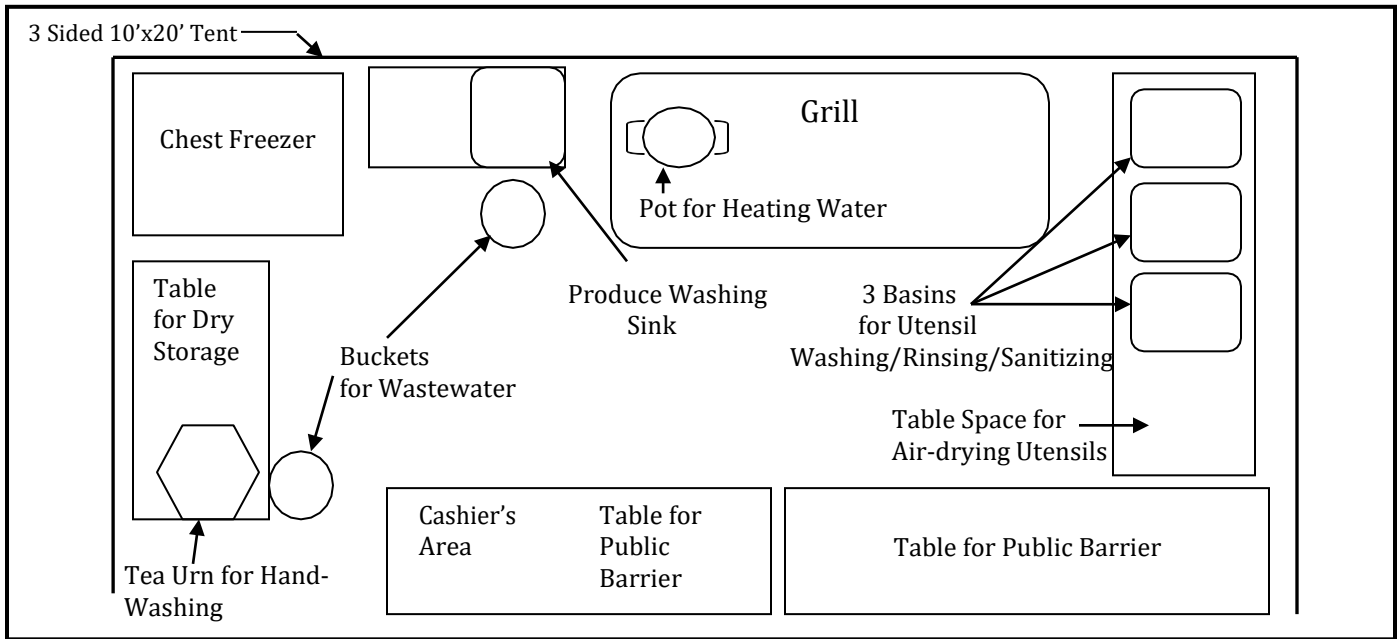 3 Sided 10’x20’ Tent
Chest Freezer
Grill
Pot for Heating Water
Table
for Dry
Storage
Produce Washing
Sink
3 Basins
for Utensil
Washing/Rinsing/Sanitizing
Buckets
for Wastewater
Table Space for
Air-drying Utensils
Cashier’s
Area
Table for
Public
Barrier
Table for Public Barrier
Tea Urn for Hand-
Washing